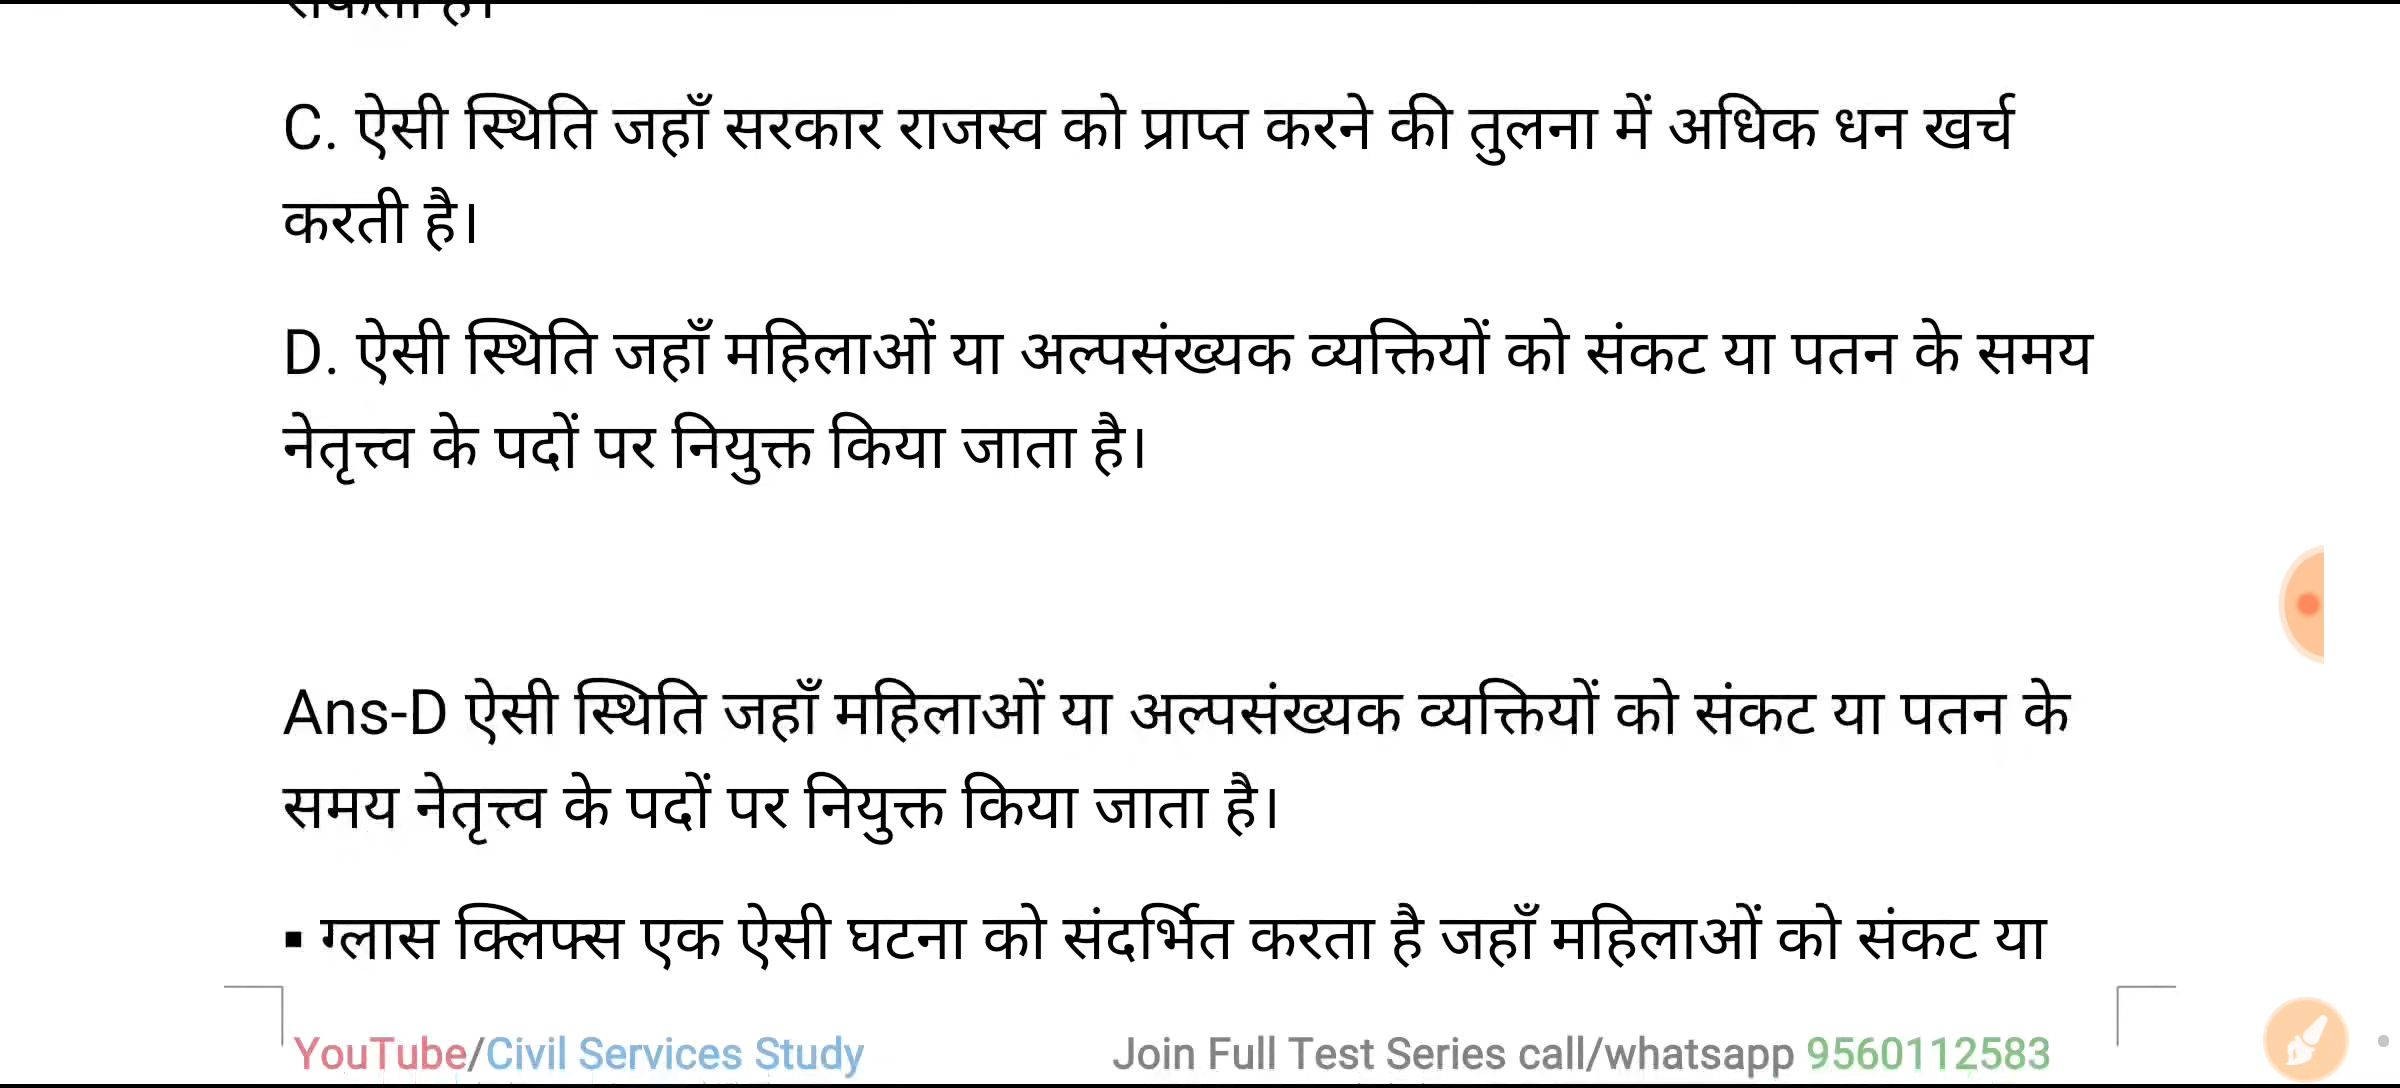 C. ऐसी स्थिति जहाँ सरकार राजस्व को प्राप्त करने की तुलना में अधिक धन खर्च
करती है।
D. ऐसी स्थिति जहाँ महिलाओं या अल्पसंख्यक व्यक्तियों को संकट या पतन के समय
नेतृत्त्व के पदों पर नियुक्त किया जाता है।
Ans-D ऐसी स्थिति जहाँ महिलाओं या अल्पसंख्यक व्यक्तियों को संकट या पतन के
समय नेतृत्त्व के पदों पर नियुक्त किया जाता है।
▪ ग्लास क्लिफ्स एक ऐसी घटना को संदर्भित करता है जहाँ महिलाओं को संकट या
YouTube/Civil Services Study Join Full Test Series call/whatsapp 9560112583